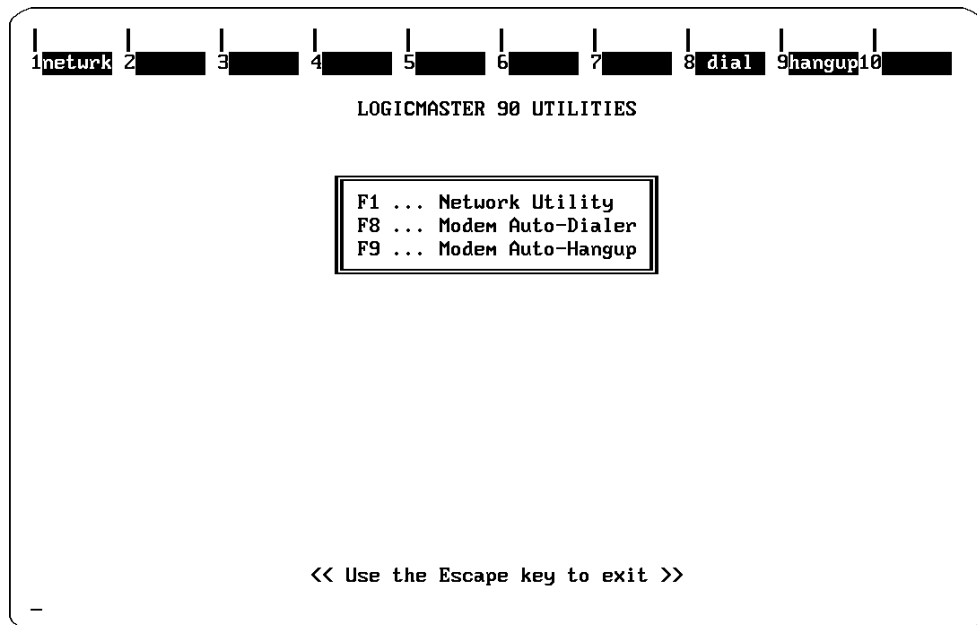 1netwrk 2 3 4 5 6 7 8 dial 9hangup10
LOGICMASTER 90 UTILITIES
F1 ... Network Utility
F8 ... Modem Auto-Dialer
F9 ... Modem Auto-Hangup
<< Use the Escape key to exit >>